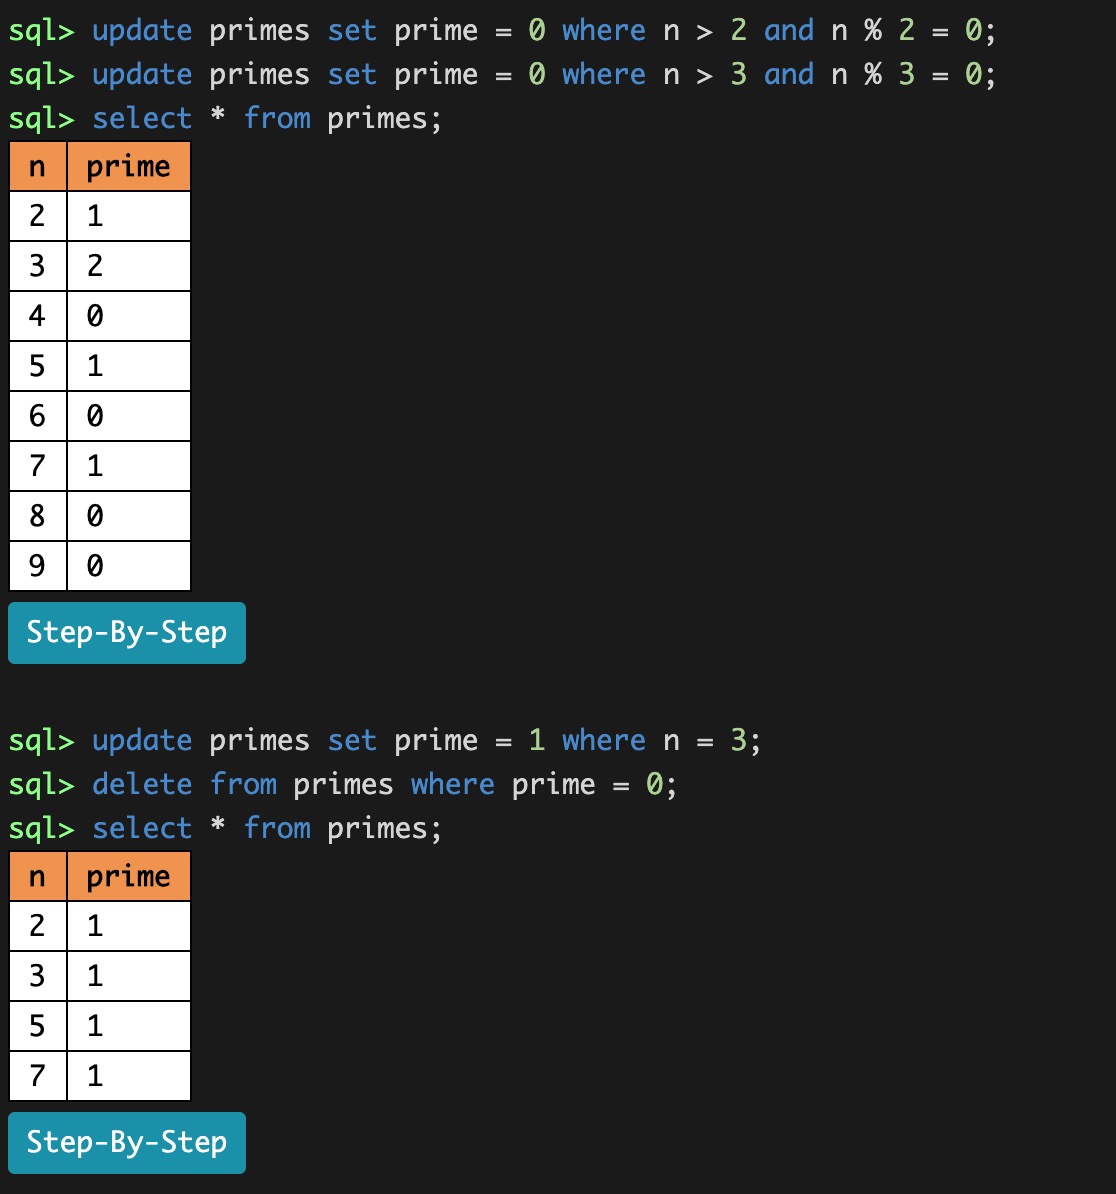 sql> update primes set prime = 0 where n > 2 and n % 2 = 0;
sql> update primes set prime = 0 where n > 3 and n % 3 = 0;
sql> select * from primes;
n prime
2 1
3 2
4 0
5 1
6 0
7 1
8 0
9 0
Step-By-Step
sql> update primes set prime = 1 where n = 3;
sql> delete from primes where prime = 0;
sql> select * from primes;
n prime
2 1
3 1
5 1
7 1
Step-By-Step